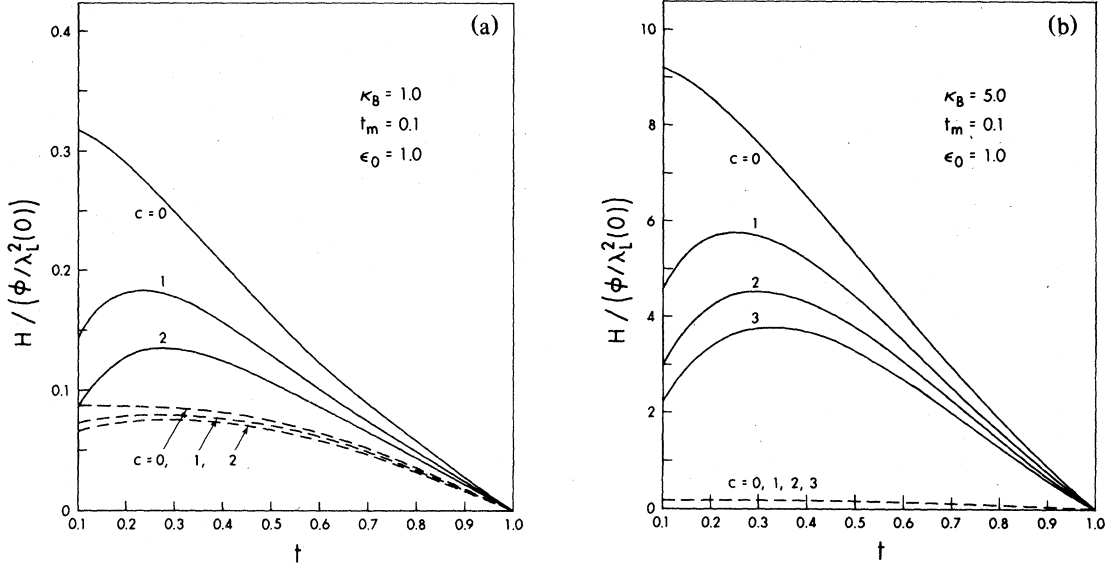 (a)
0.4
0.3
0.2
0.1
0
H / (ϕ/λ_L^2(0))
κ_B = 1.0
t_m = 0.1
ϵ_0 = 1.0
c = 0
1
2
c = 0, 1, 2
0.1 0.2 0.3 0.4 0.5 0.6 0.7 0.8 0.9 1.0
t
(b)
10
8
6
4
2
0
H / (ϕ/λ_L^2(0))
κ_B = 5.0
t_m = 0.1
ϵ_0 = 1.0
c = 0
1
2
3
c = 0, 1, 2, 3
0.1 0.2 0.3 0.4 0.5 0.6 0.7 0.8 0.9 1.0
t